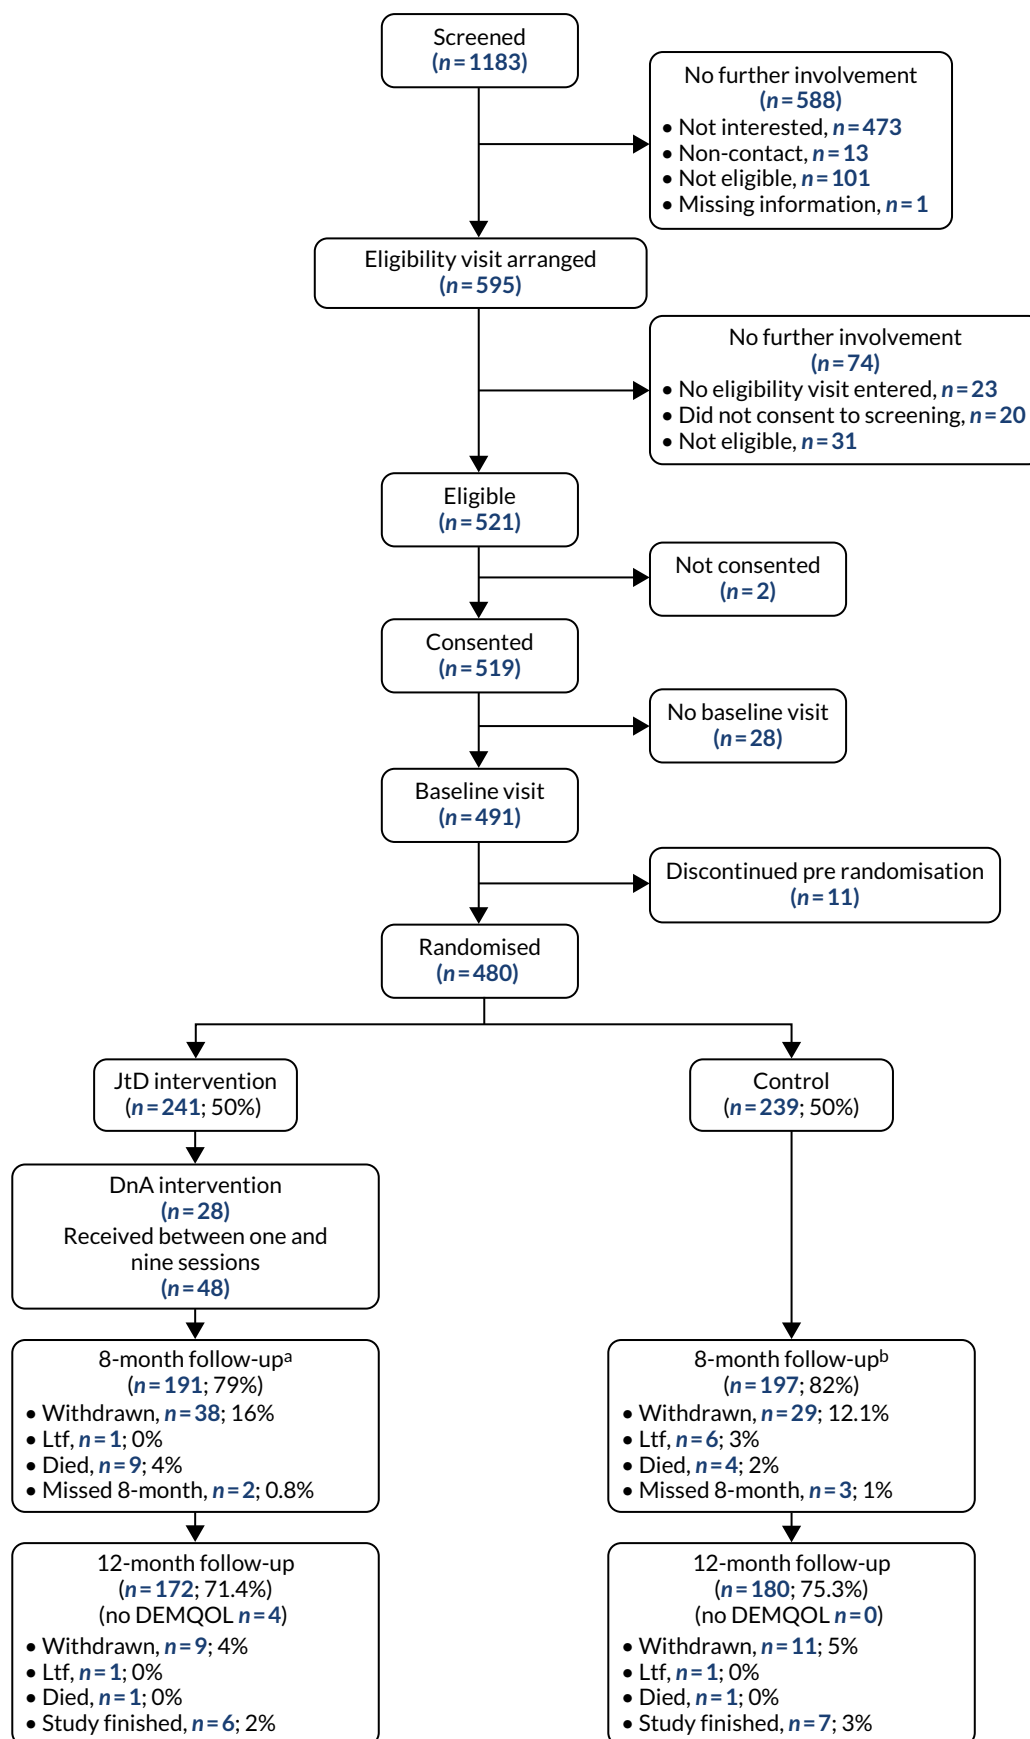 Screened
(n=1183)
No further involvement
(n=588)
• Not interested, n=473
• Non-contact, n=13
• Not eligible, n=101
• Missing information, n=1
Eligibility visit arranged
(n=595)
No further involvement
(n=74)
• No eligibility visit entered, n=23
• Did not consent to screening, n=20
• Not eligible, n=31
Eligible
(n=521)
Not consented
(n=2)
Consented
(n=519)
No baseline visit
(n=28)
Baseline visit
(n=491)
Discontinued pre randomisation
(n=11)
Randomised
(n=480)
JtD intervention
(n=241; 50%)
Control
(n=239; 50%)
DnA intervention
(n=28)
Received between one and
nine sessions
(n=48)
8-month follow-upᵃ
(n=191; 79%)
• Withdrawn, n=38; 16%
• Ltf, n=1; 0%
• Died, n=9; 4%
• Missed 8-month, n=2; 0.8%
8-month follow-upᵇ
(n=197; 82%)
• Withdrawn, n=29; 12.1%
• Ltf, n=6; 3%
• Died, n=4; 2%
• Missed 8-month, n=3; 1%
12-month follow-up
(n=172; 71.4%)
(no DEMQOL n=4)
• Withdrawn, n=9; 4%
• Ltf, n=1; 0%
• Died, n=1; 0%
• Study finished, n=6; 2%
12-month follow-up
(n=180; 75.3%)
(no DEMQOL n=0)
• Withdrawn, n=11; 5%
• Ltf, n=1; 0%
• Died, n=1; 0%
• Study finished, n=7; 3%